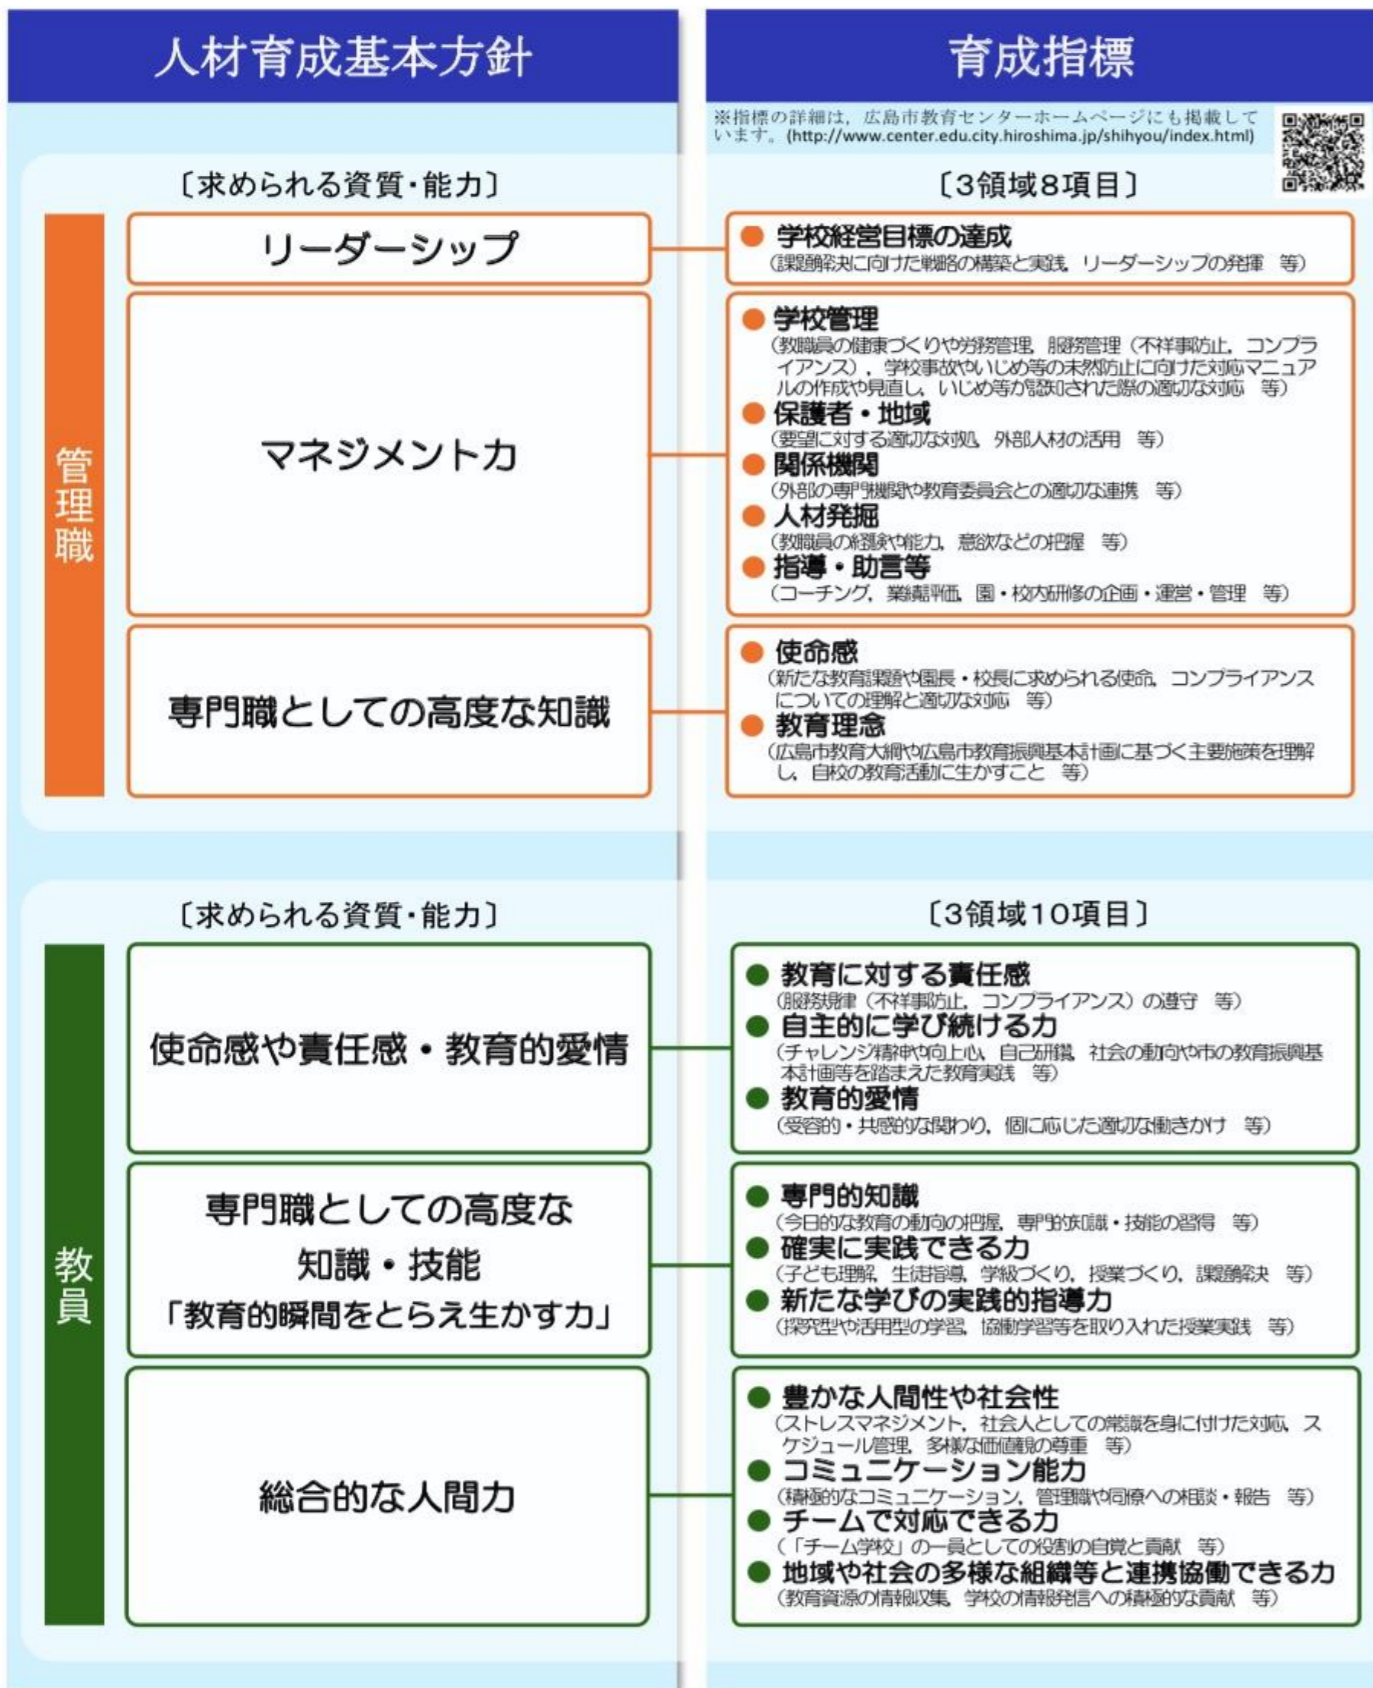 人材育成基本方針
育成指標
※指標の詳細は，広島市教育センターホームページにも掲載して
います。(http://www.center.edu.city.hiroshima.jp/shihyou/index.html)
〔求められる資質・能力〕
〔3領域8項目〕
管理職
リーダーシップ
● 学校経営目標の達成
（課題解決に向けた戦略の構築と実践，リーダーシップの発揮　等）
マネジメント力
● 学校管理
（教職員の健康づくりや労務管理，服務管理（不祥事防止，コンプラ
イアンス），学校事故やいじめ等の未然防止に向けた対応マニュア
ルの作成や見直し，いじめ等が認知された際の適切な対応　等）
● 保護者・地域
（要望に対する適切な対処，外部人材の活用　等）
● 関係機関
（外部の専門機関や教育委員会との適切な連携　等）
● 人材発掘
（教職員の経験や能力，意欲などの把握　等）
● 指導・助言等
（コーチング，業績評価，園・校内研修の企画・運営・管理　等）
専門職としての高度な知識
● 使命感
（新たな教育課題や園長・校長に求められる使命，コンプライアンス
についての理解と適切な対応　等）
● 教育理念
（広島市教育大綱や広島市教育振興基本計画に基づく主要施策を理解
し，自校の教育活動に生かすこと　等）
〔求められる資質・能力〕
〔3領域10項目〕
教員
使命感や責任感・教育的愛情
● 教育に対する責任感
（服務規律（不祥事防止，コンプライアンス）の遵守　等）
● 自主的に学び続ける力
（チャレンジ精神や向上心，自己研鑽，社会の動向や市の教育振興基
本計画等を踏まえた教育実践　等）
● 教育的愛情
（受容的・共感的な関わり，個に応じた適切な働きかけ　等）
専門職としての高度な
知識・技能
「教育的瞬間をとらえ生かす力」
● 専門的知識
（今日的な教育の動向の把握，専門的知識・技能の習得　等）
● 確実に実践できる力
（子ども理解，生徒指導，学級づくり，授業づくり，課題解決　等）
● 新たな学びの実践的指導力
（探究型や活用型の学習，協働学習等を取り入れた授業実践　等）
総合的な人間力
● 豊かな人間性や社会性
（ストレスマネジメント，社会人としての常識を身に付けた対応，ス
ケジュール管理，多様な価値観の尊重　等）
● コミュニケーション能力
（積極的なコミュニケーション，管理職や同僚への相談・報告　等）
● チームで対応できる力
（「チーム学校」の一員としての役割の自覚と貢献　等）
● 地域や社会の多様な組織等と連携協働できる力
（教育資源の情報収集，学校の情報発信への積極的な貢献　等）